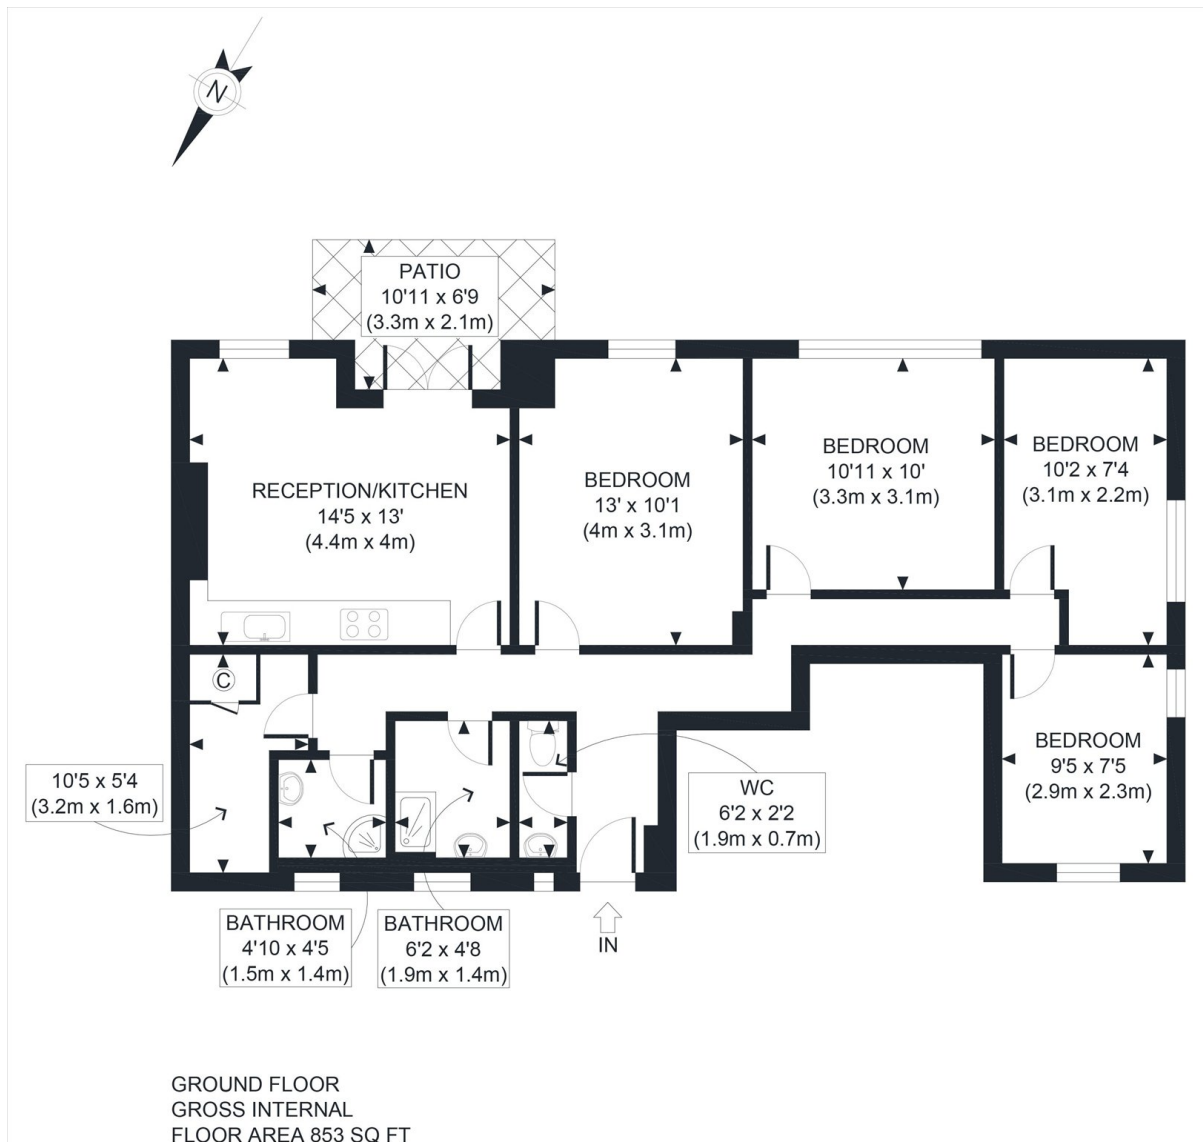 N
PATIO
10'11 x 6'9
(3.3m x 2.1m)
RECEPTION/KITCHEN
14'5 x 13'
(4.4m x 4m)
BEDROOM
13' x 10'1
(4m x 3.1m)
BEDROOM
10'11 x 10'
(3.3m x 3.1m)
BEDROOM
10'2 x 7'4
(3.1m x 2.2m)
C
10'5 x 5'4
(3.2m x 1.6m)
WC
6'2 x 2'2
(1.9m x 0.7m)
BEDROOM
9'5 x 7'5
(2.9m x 2.3m)
BATHROOM
4'10 x 4'5
(1.5m x 1.4m)
BATHROOM
6'2 x 4'8
(1.9m x 1.4m)
IN
GROUND FLOOR
GROSS INTERNAL
FLOOR AREA 853 SQ FT